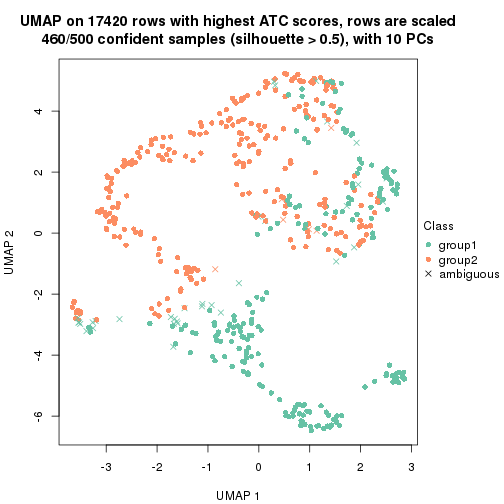 UMAP on 17420 rows with highest ATC scores, rows are scaled
460/500 confident samples (silhouette > 0.5), with 10 PCs
4
2
0
-2
-4
-6
UMAP 2
-3
-2
-1
0
1
2
3
UMAP 1
Class
group1
group2
ambiguous